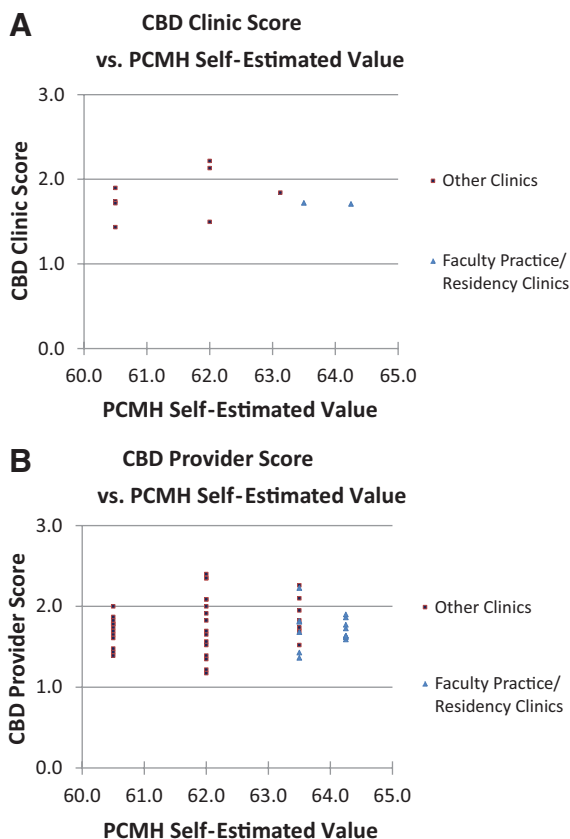 A
CBD Clinic Score
vs. PCMH Self-Estimated Value
CBD Clinic Score
3.0
2.0
1.0
0.0
60.0 61.0 62.0 63.0 64.0 65.0
PCMH Self-Estimated Value
Other Clinics
Faculty Practice/
Residency Clinics
B
CBD Provider Score
vs. PCMH Self-Estimated Value
CBD Provider Score
3.0
2.0
1.0
0.0
60.0 61.0 62.0 63.0 64.0 65.0
PCMH Self-Estimated Value
Other Clinics
Faculty Practice/
Residency Clinics